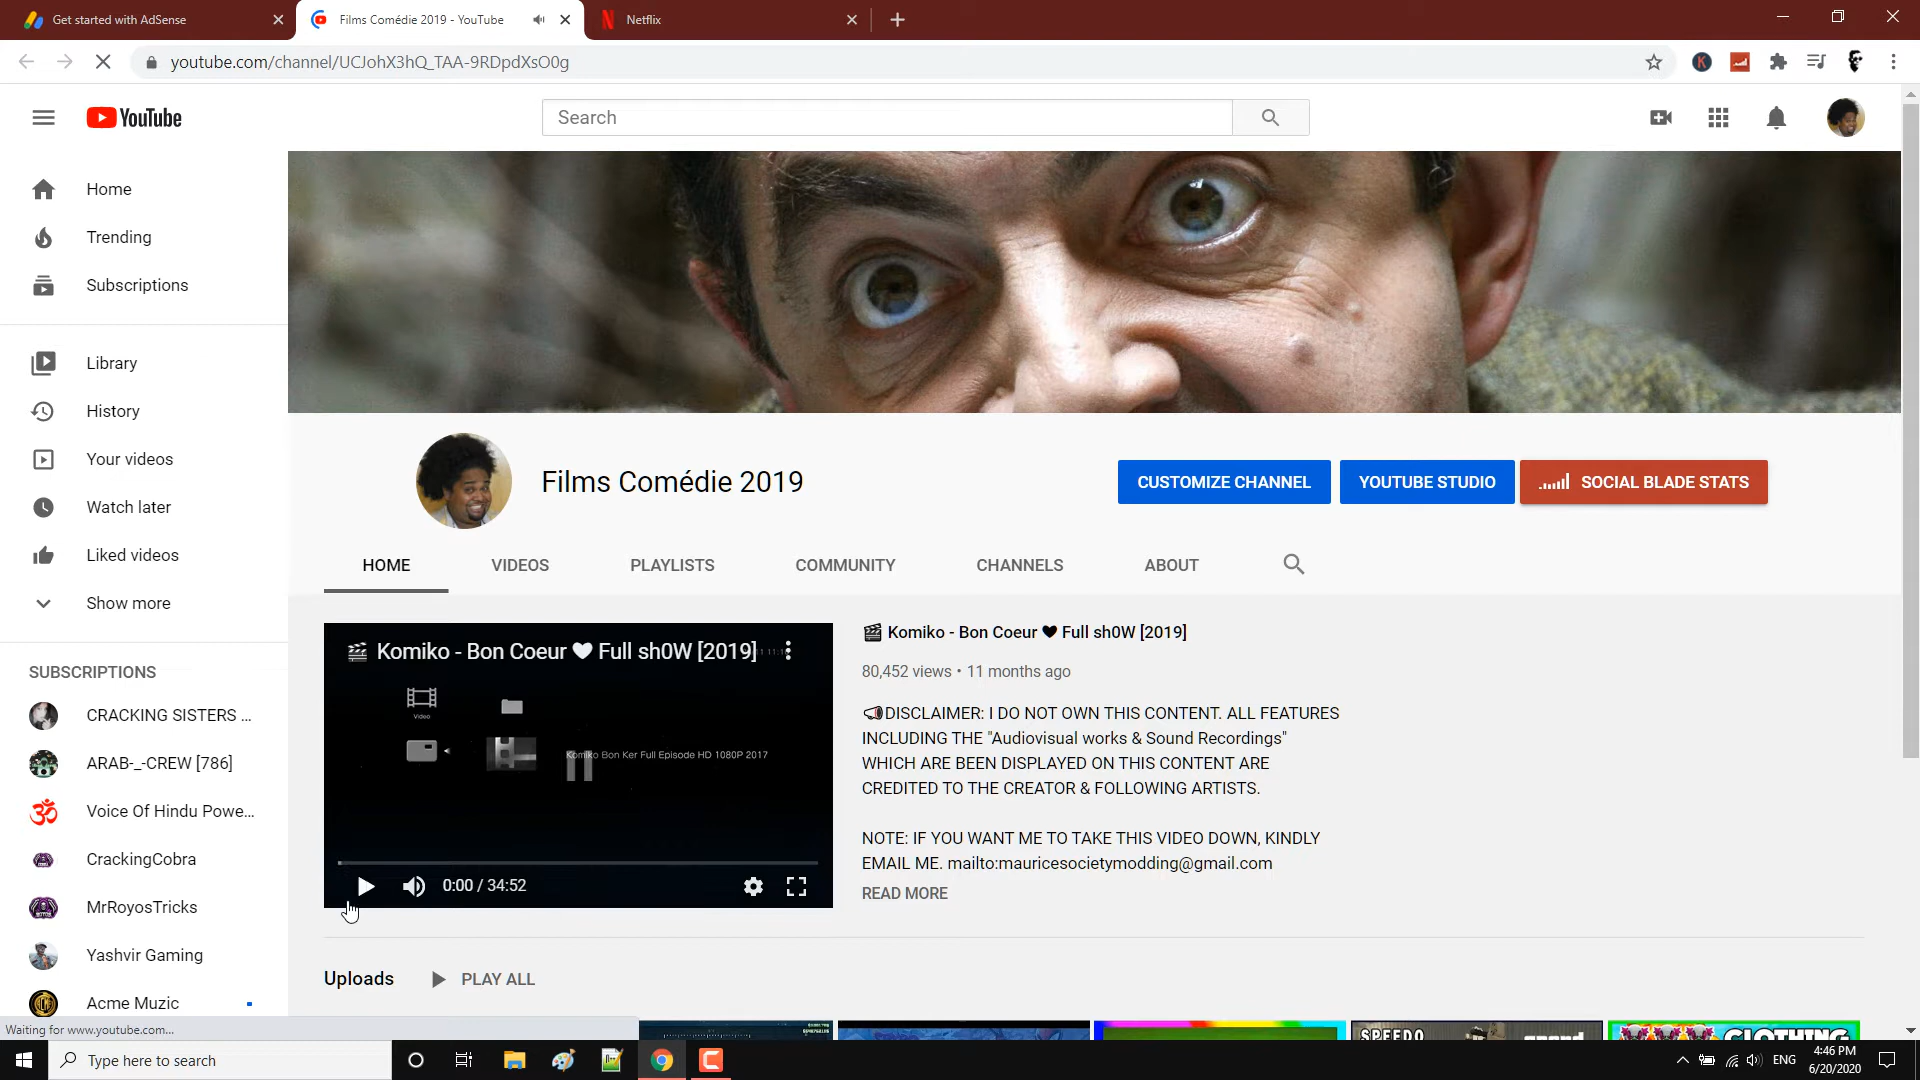 Get started with AdSense
Films Comédie 2019 - YouTube
Netflix
youtube.com/channel/UCJohX3hQ_TAA-9RDpdXsO0g
YouTube
Search
Home
Trending
Subscriptions
Library
History
Your videos
Watch later
Liked videos
Show more
SUBSCRIPTIONS
CRACKING SISTERS ...
ARAB-_-CREW [786]
Voice Of Hindu Powe...
CrackingCobra
MrRoyosTricks
Yashvir Gaming
Acme Muzic
Films Comédie 2019
CUSTOMIZE CHANNEL
YOUTUBE STUDIO
SOCIAL BLADE STATS
HOME
VIDEOS
PLAYLISTS
COMMUNITY
CHANNELS
ABOUT
🎬 Komiko - Bon Coeur ❤ Full sh0W [2019]
Video
Komiko Bon Ker Full Episode HD 1080P 2017
0:00 / 34:52
🎬 Komiko - Bon Coeur ❤ Full sh0W [2019]
80,452 views • 11 months ago
📢DISCLAIMER: I DO NOT OWN THIS CONTENT. ALL FEATURES
INCLUDING THE "Audiovisual works & Sound Recordings"
WHICH ARE BEEN DISPLAYED ON THIS CONTENT ARE
CREDITED TO THE CREATOR & FOLLOWING ARTISTS.
NOTE: IF YOU WANT ME TO TAKE THIS VIDEO DOWN, KINDLY
EMAIL ME. mailto:mauricesocietymodding@gmail.com
READ MORE
Uploads
PLAY ALL
SPEEDO
CLOTHING
Waiting for www.youtube.com...
Type here to search
ENG
4:46 PM
6/20/2020